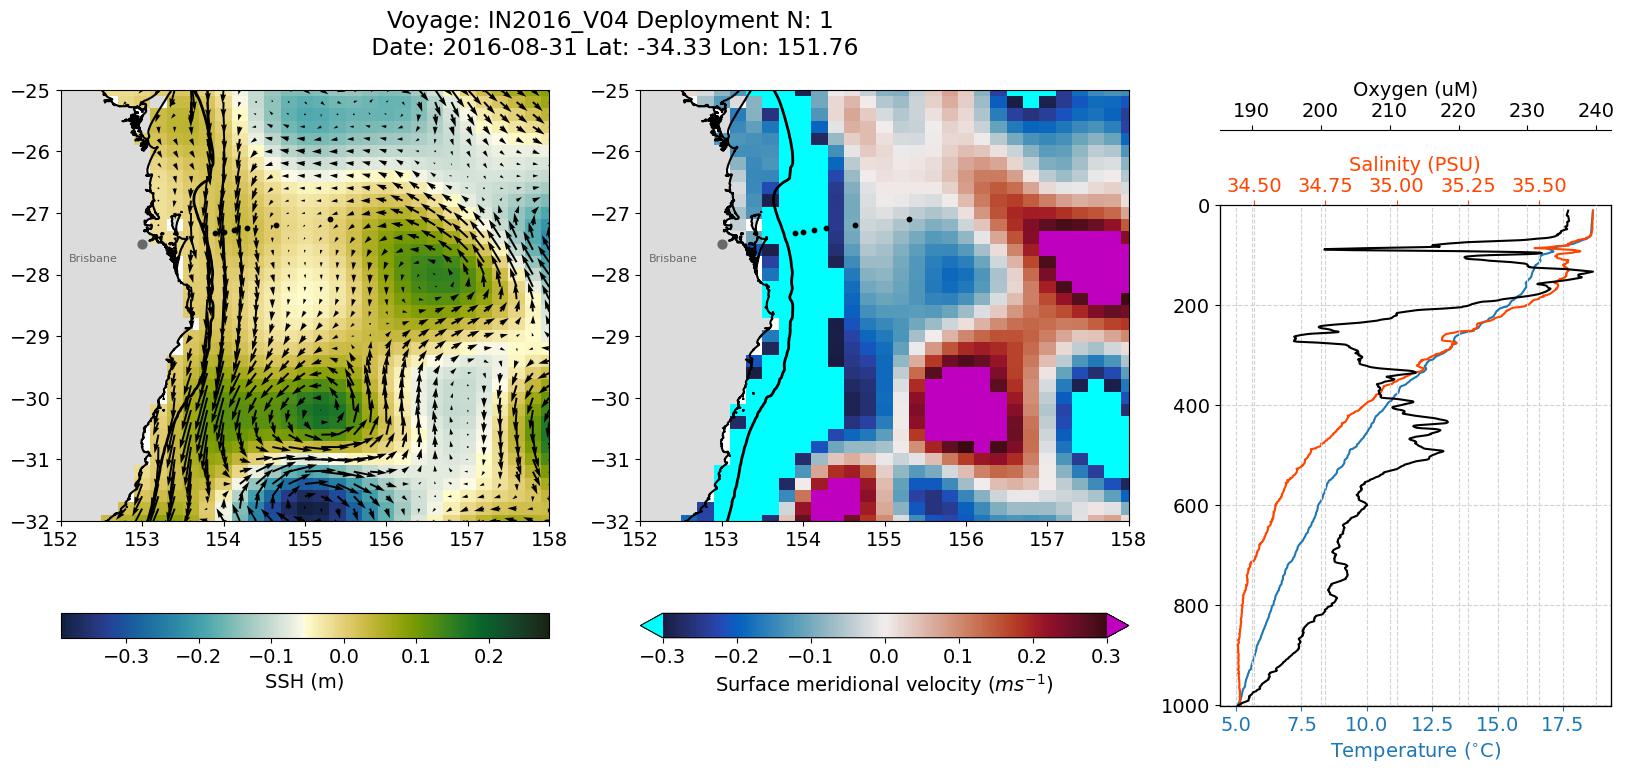 Voyage: IN2016_V04 Deployment N: 1
Date: 2016-08-31 Lat: -34.33 Lon: 151.76
−25
−26
−27
−28
−29
−30
−31
−32
152 153 154 155 156 157 158
Brisbane
−0.3 −0.2 −0.1 0.0 0.1 0.2
SSH (m)
−25
−26
−27
−28
−29
−30
−31
−32
152 153 154 155 156 157 158
Brisbane
−0.3 −0.2 −0.1 0.0 0.1 0.2 0.3
Surface meridional velocity (ms⁻¹)
Oxygen (uM)
190 200 210 220 230 240
Salinity (PSU)
34.50 34.75 35.00 35.25 35.50
0
200
400
600
800
1000
5.0 7.5 10.0 12.5 15.0 17.5
Temperature (°C)